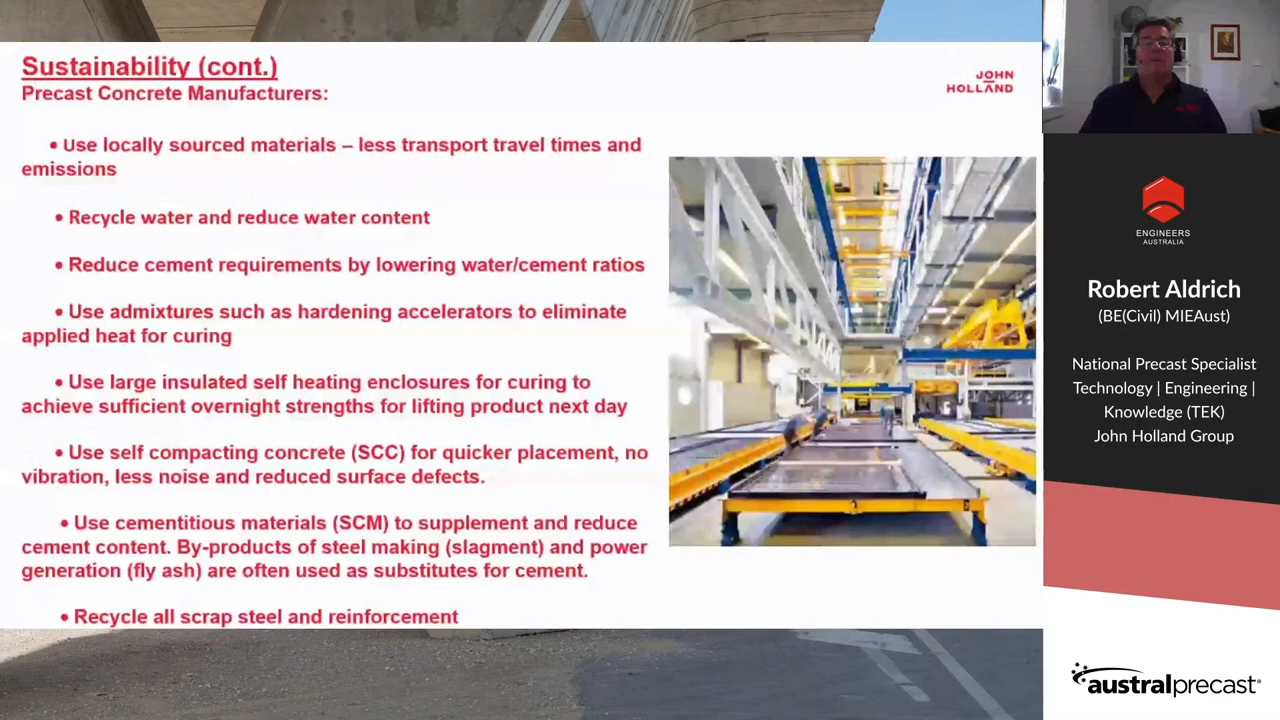 Sustainability (cont.)
Precast Concrete Manufacturers:
JOHN
HOLLAND
• Use locally sourced materials – less transport travel times and
emissions
• Recycle water and reduce water content
• Reduce cement requirements by lowering water/cement ratios
• Use admixtures such as hardening accelerators to eliminate
applied heat for curing
• Use large insulated self heating enclosures for curing to
achieve sufficient overnight strengths for lifting product next day
• Use self compacting concrete (SCC) for quicker placement, no
vibration, less noise and reduced surface defects.
• Use cementitious materials (SCM) to supplement and reduce
cement content. By-products of steel making (slagment) and power
generation (fly ash) are often used as substitutes for cement.
• Recycle all scrap steel and reinforcement
ENGINEERS
AUSTRALIA
Robert Aldrich
(BE(Civil) MIEAust)
National Precast Specialist
Technology | Engineering |
Knowledge (TEK)
John Holland Group
australprecast®